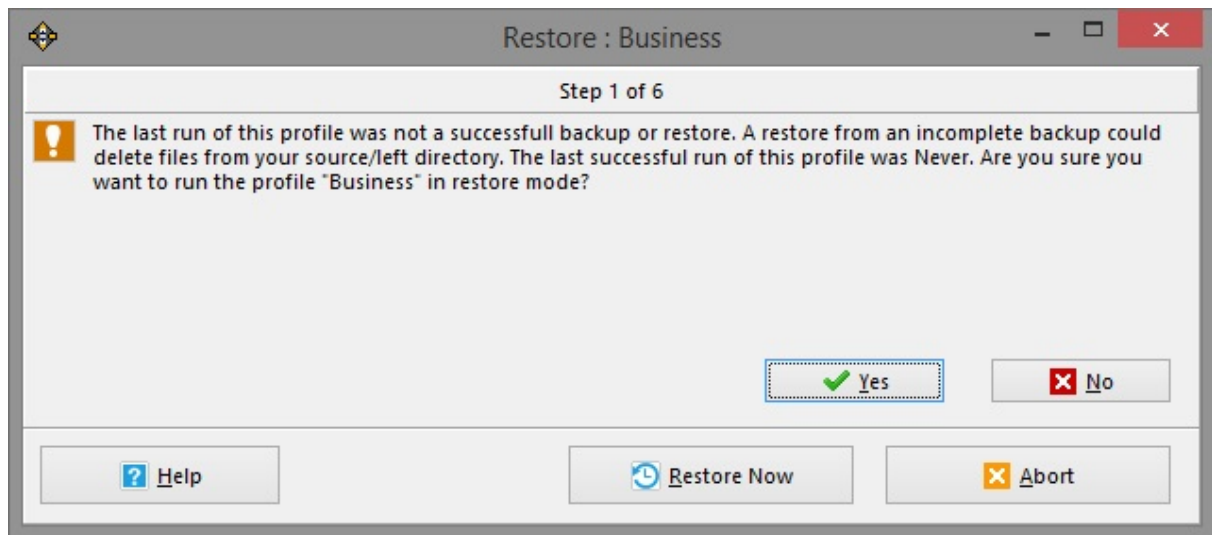 Restore : Business
Step 1 of 6
The last run of this profile was not a successfull backup or restore. A restore from an incomplete backup could
delete files from your source/left directory. The last successful run of this profile was Never. Are you sure you
want to run the profile "Business" in restore mode?
Yes
No
Help
Restore Now
Abort